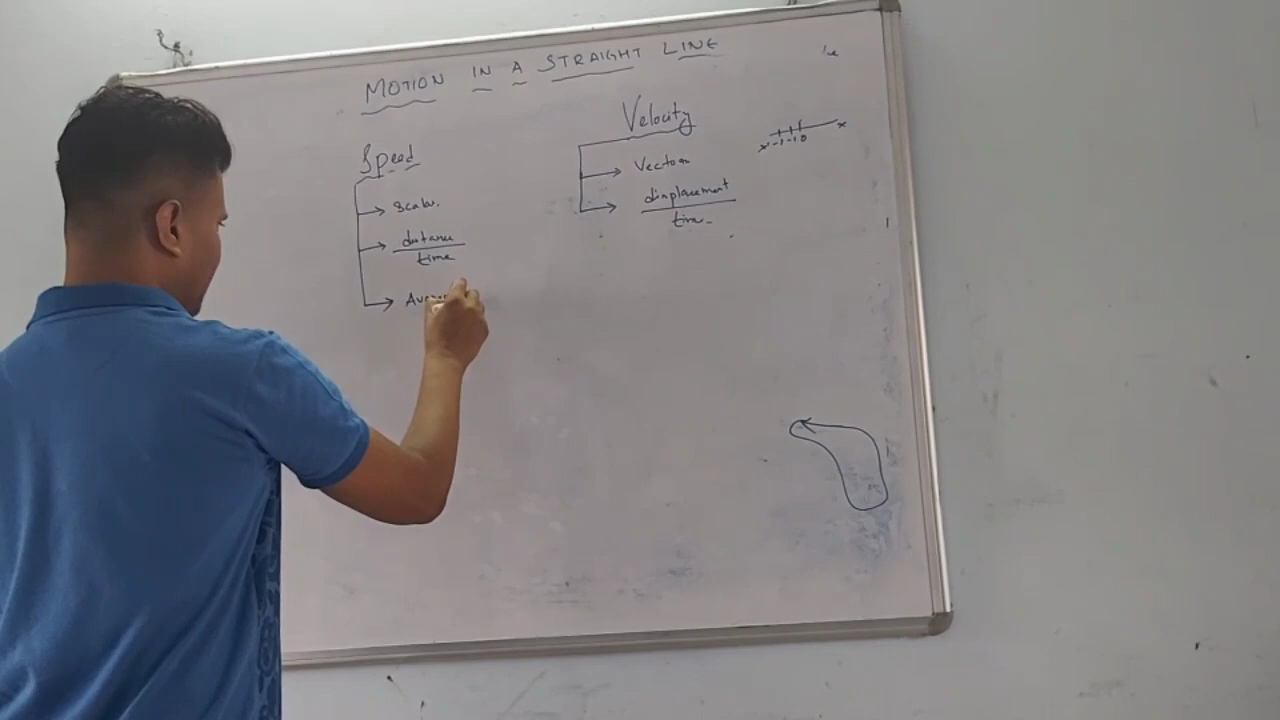 MOTION IN A STRAIGHT LINE
Speed
Scalar.
distance
time
Velocity
Vector
displacement
time